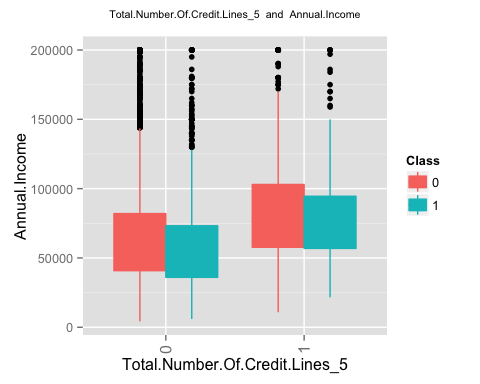 Total.Number.Of.Credit.Lines_5 and Annual.Income
200000
150000
100000
50000
0
Annual.Income
0
1
Total.Number.Of.Credit.Lines_5
Class
0
1